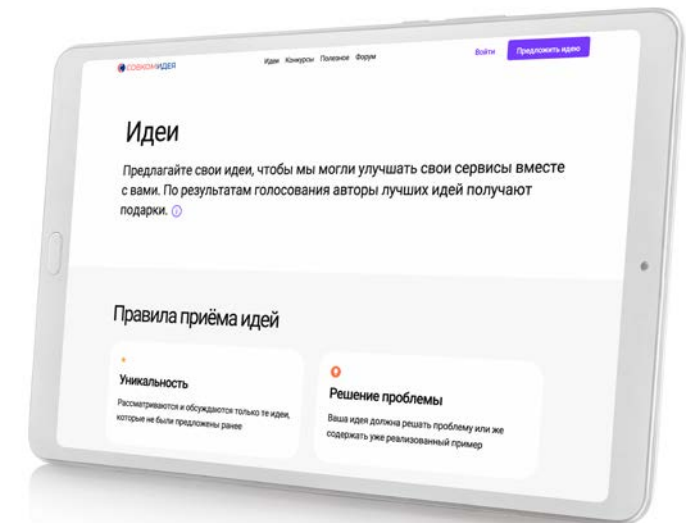 СОВКОМИДЕЯ
Идеи Конкурсы Полезное Форум
Войти
Предложить идею
Идеи
Предлагайте свои идеи, чтобы мы могли улучшать свои сервисы вместе
с вами. По результатам голосования авторы лучших идей получают
подарки.
Правила приёма идей
Уникальность
Рассматриваются и обсуждаются только те идеи,
которые не были предложены ранее
Решение проблемы
Ваша идея должна решать проблему или же
содержать уже реализованный пример